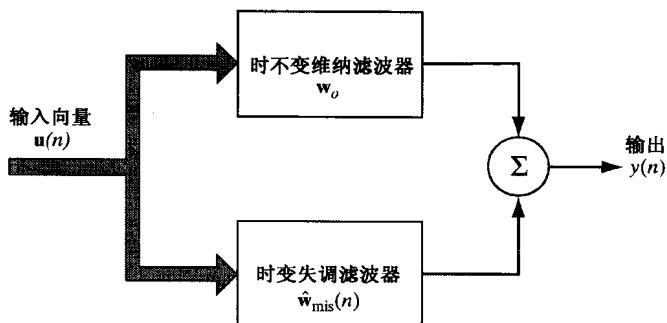 时不变维纳滤波器
w_o
输入向量
u(n)
Σ
输出
y(n)
时变失调滤波器
ŵ_mis(n)